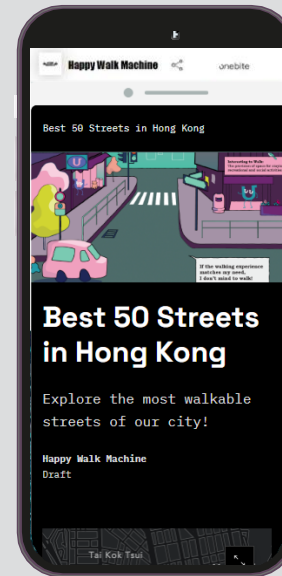 Happy Walk Machine
onebite
Best 50 Streets in Hong Kong
U
Interesting to Walk:
If the walking experience
matches my need,
I don't mind to walk!
Best 50 Streets
in Hong Kong
Explore the most walkable
streets of our city!
Happy Walk Machine
Draft
Tai Kok Tsui